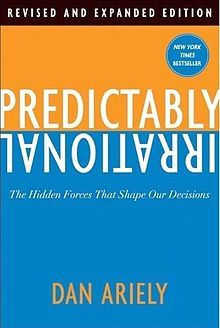 REVISED AND EXPANDED EDITION
NEW YORK
TIMES
BESTSELLER
PREDICTABLY
IRRATIONAL
The Hidden Forces That Shape Our Decisions
DAN ARIELY